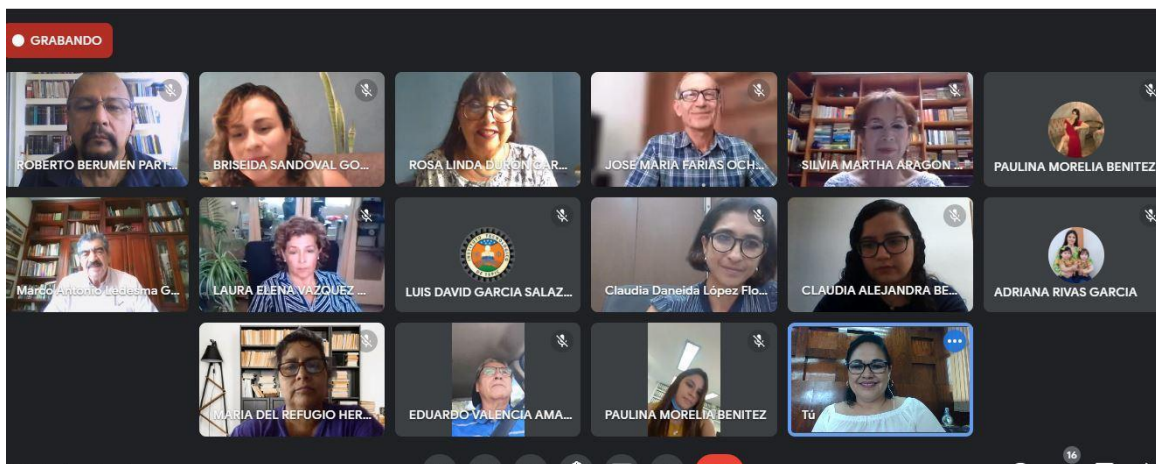 GRABANDO
ROBERTO BERUMEN PART...
BRISEIDA SANDOVAL GO...
ROSA LINDA DURON GAR...
JOSE MARIA FARIAS OCH...
SILVIA MARTHA ARAGON ...
PAULINA MORELIA BENITEZ
Marco Antonio Ledesma G...
LAURA ELENA VAZQUEZ ...
LUIS DAVID GARCIA SALAZ...
Claudia Daneida López Flo...
CLAUDIA ALEJANDRA BE...
ADRIANA RIVAS GARCIA
MARIA DEL REFUGIO HER...
EDUARDO VALENCIA AMA...
PAULINA MORELIA BENITEZ
Tú
16